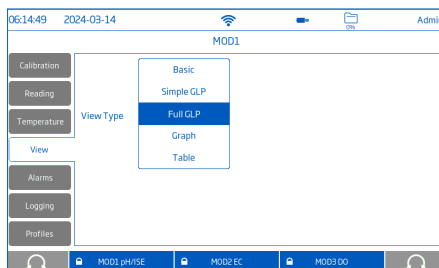 06:14:49 2024-03-14 0% Admi
MOD1
Calibration
Reading
Temperature
View
Alarms
Logging
Profiles
View Type
Basic
Simple GLP
Full GLP
Graph
Table
MOD1 pH/ISE MOD2 EC MOD3 DO